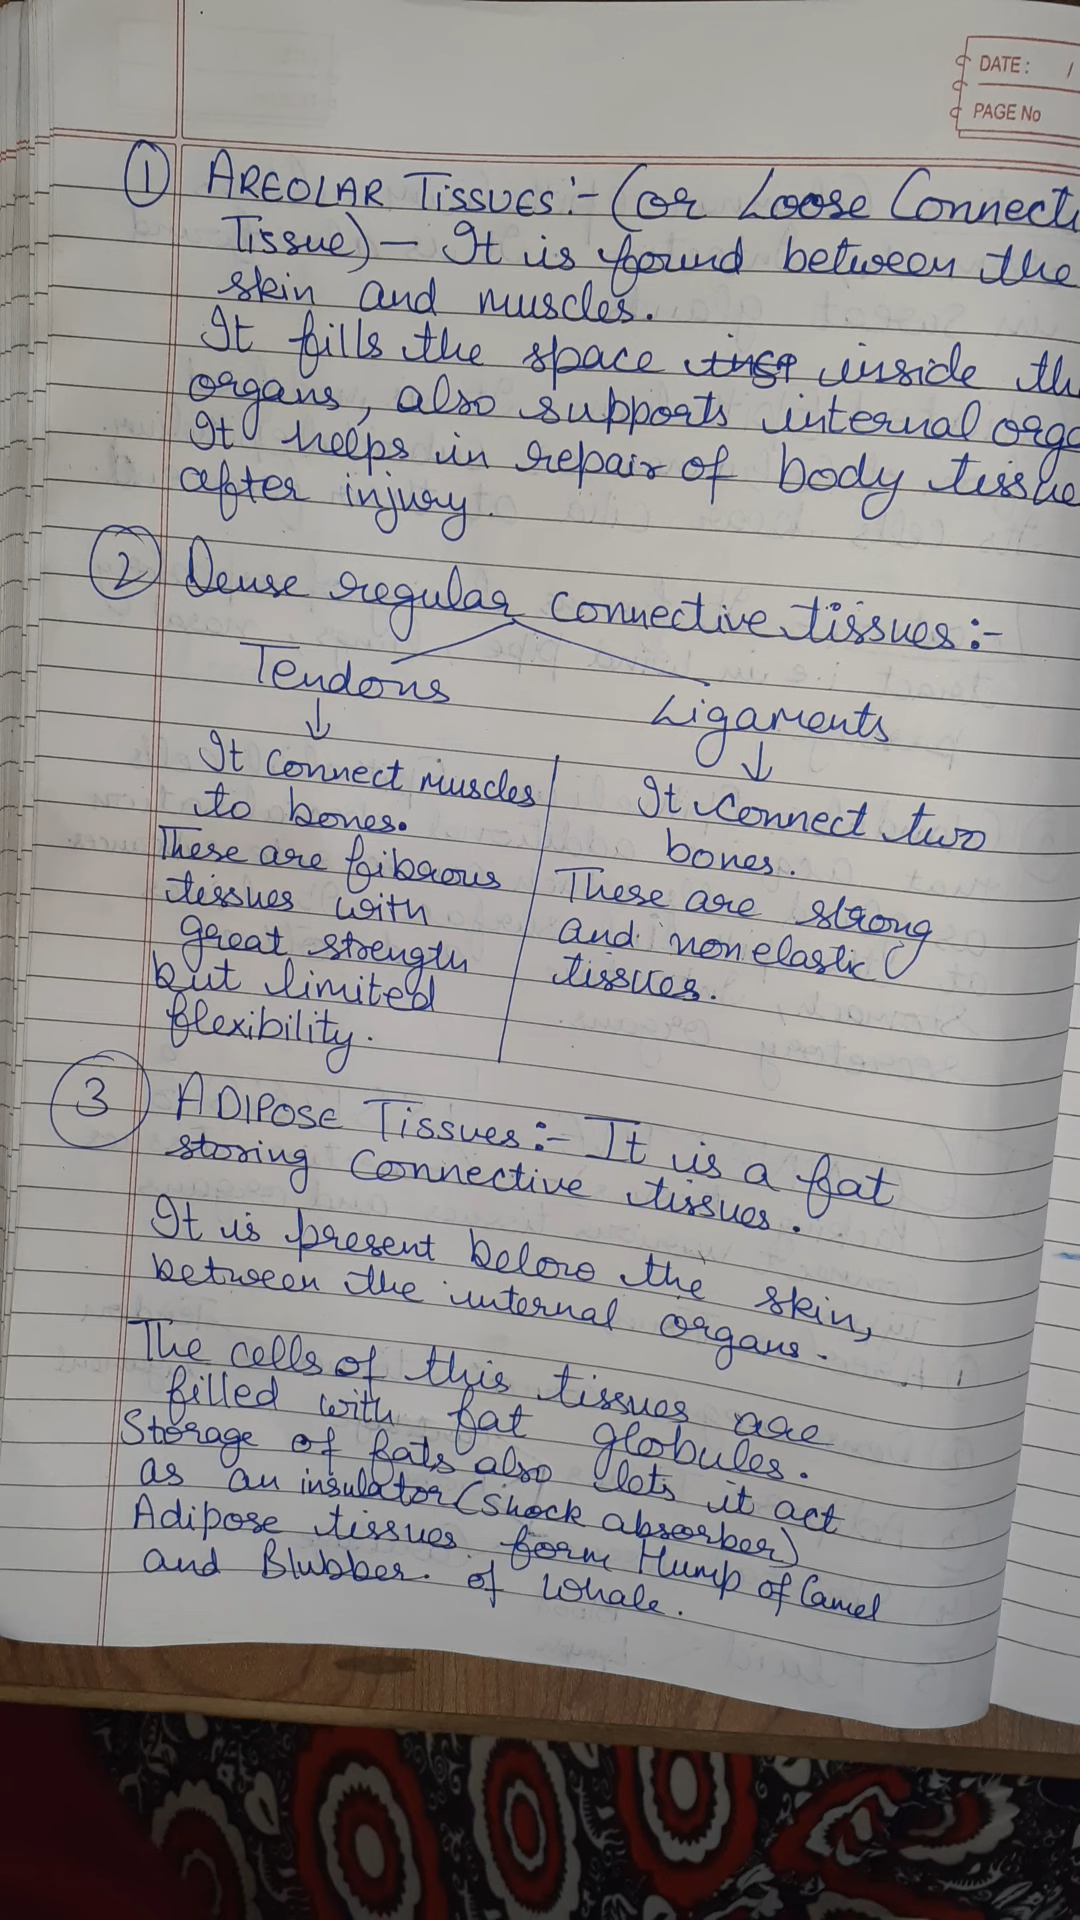 DATE: /
PAGE No
① AREOLAR TISSUES:- (or Loose Connecti
Tissue) - It is found between the
skin and muscles.
It fills the space inside th
organs, also supports internal orga
It helps in repair of body tissue
after injury.
② Dense regular connective tissues:-
Tendons
Ligaments
↓
↓
It connect muscles
to bones.
These are fibrous
tissues with
great strength
but limited
flexibility.
It connect two
bones.
These are strong
and nonelastic
tissues.
③ ADIPOSE TISSUES:- It is a fat
storing connective tissues.
It is present below the skin,
between the internal organs.
The cells of this tissues are
filled with fat globules.
Storage of fats also lets it act
as an insulator (Shock absorber)
Adipose tissues form Hump of Camel
and Blubber. of whale.